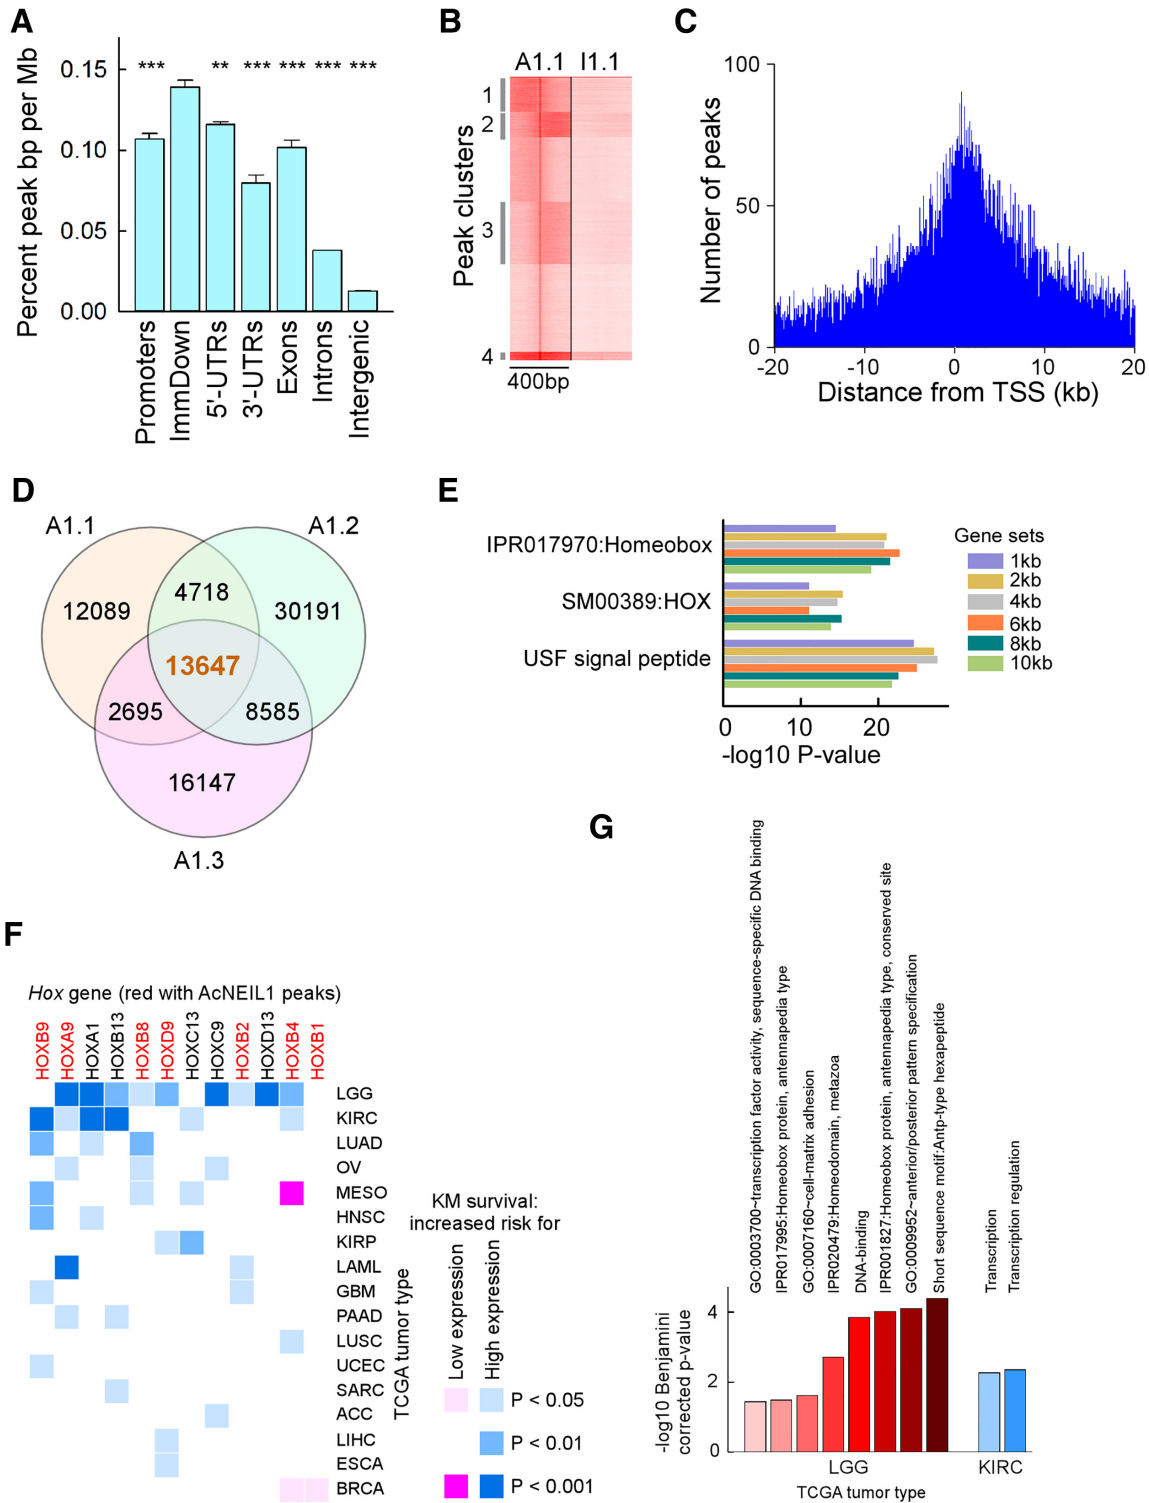 A
Percent peak bp per Mb
0.15
0.10
0.05
0.00
*** ** *** *** *** ***
Promoters
ImmDown
5'-UTRs
3'-UTRs
Exons
Introns
Intergenic
B
A1.1 I1.1
Peak clusters
1
2
3
4
400bp
C
Number of peaks
100
50
0
-20 -10 0 10 20
Distance from TSS (kb)
D
A1.1 A1.2
12089 4718 30191
13647
2695 8585
16147
A1.3
E
IPR017970:Homeobox
SM00389:HOX
USF signal peptide
0 10 20
-log10 P-value
Gene sets
1kb
2kb
4kb
6kb
8kb
10kb
F
Hox gene (red with AcNEIL1 peaks)
HOXB9
HOXA9
HOXA1
HOXB13
HOXB8
HOXD9
HOXC13
HOXC9
HOXB2
HOXD13
HOXB4
HOXB1
LGG
KIRC
LUAD
OV
MESO
HNSC
KIRP
LAML
GBM
PAAD
LUSC
UCEC
SARC
ACC
LIHC
ESCA
BRCA
TCGA tumor type
KM survival:
increased risk for
Low expression
High expression
P < 0.05
P < 0.01
P < 0.001
G
GO:0003700~transcription factor activity, sequence-specific DNA binding
IPR017995:Homeobox protein, antennapedia type
GO:0007160~cell-matrix adhesion
IPR020479:Homeodomain, metazoa
DNA-binding
IPR001827:Homeobox protein, antennapedia type, conserved site
GO:0009952~anterior/posterior pattern specification
Short sequence motif:Antp-type hexapeptide
Transcription
Transcription regulation
-log10 Benjamini
corrected p-value
4
2
0
LGG KIRC
TCGA tumor type